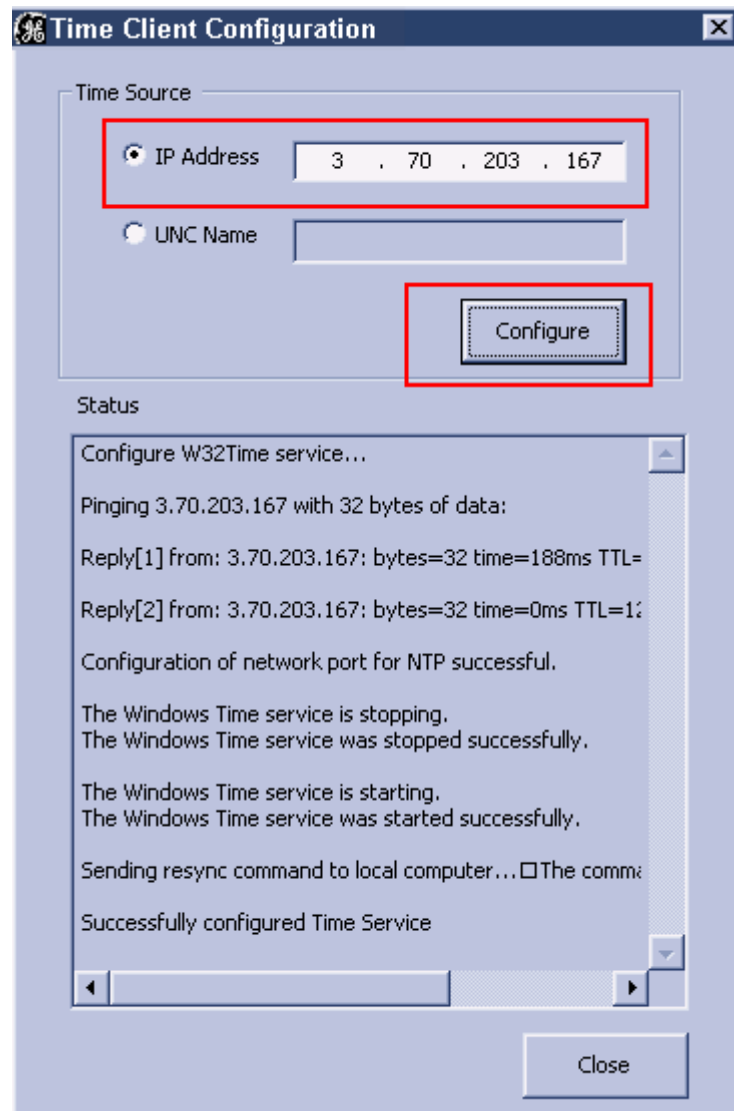 Time Client Configuration
Time Source
IP Address 3 . 70 . 203 . 167
UNC Name
Configure
Status
Configure W32Time service...
Pinging 3.70.203.167 with 32 bytes of data:
Reply[1] from: 3.70.203.167: bytes=32 time=188ms TTL=
Reply[2] from: 3.70.203.167: bytes=32 time=0ms TTL=12
Configuration of network port for NTP successful.
The Windows Time service is stopping.
The Windows Time service was stopped successfully.
The Windows Time service is starting.
The Windows Time service was started successfully.
Sending resync command to local computer...□The comma
Successfully configured Time Service
Close